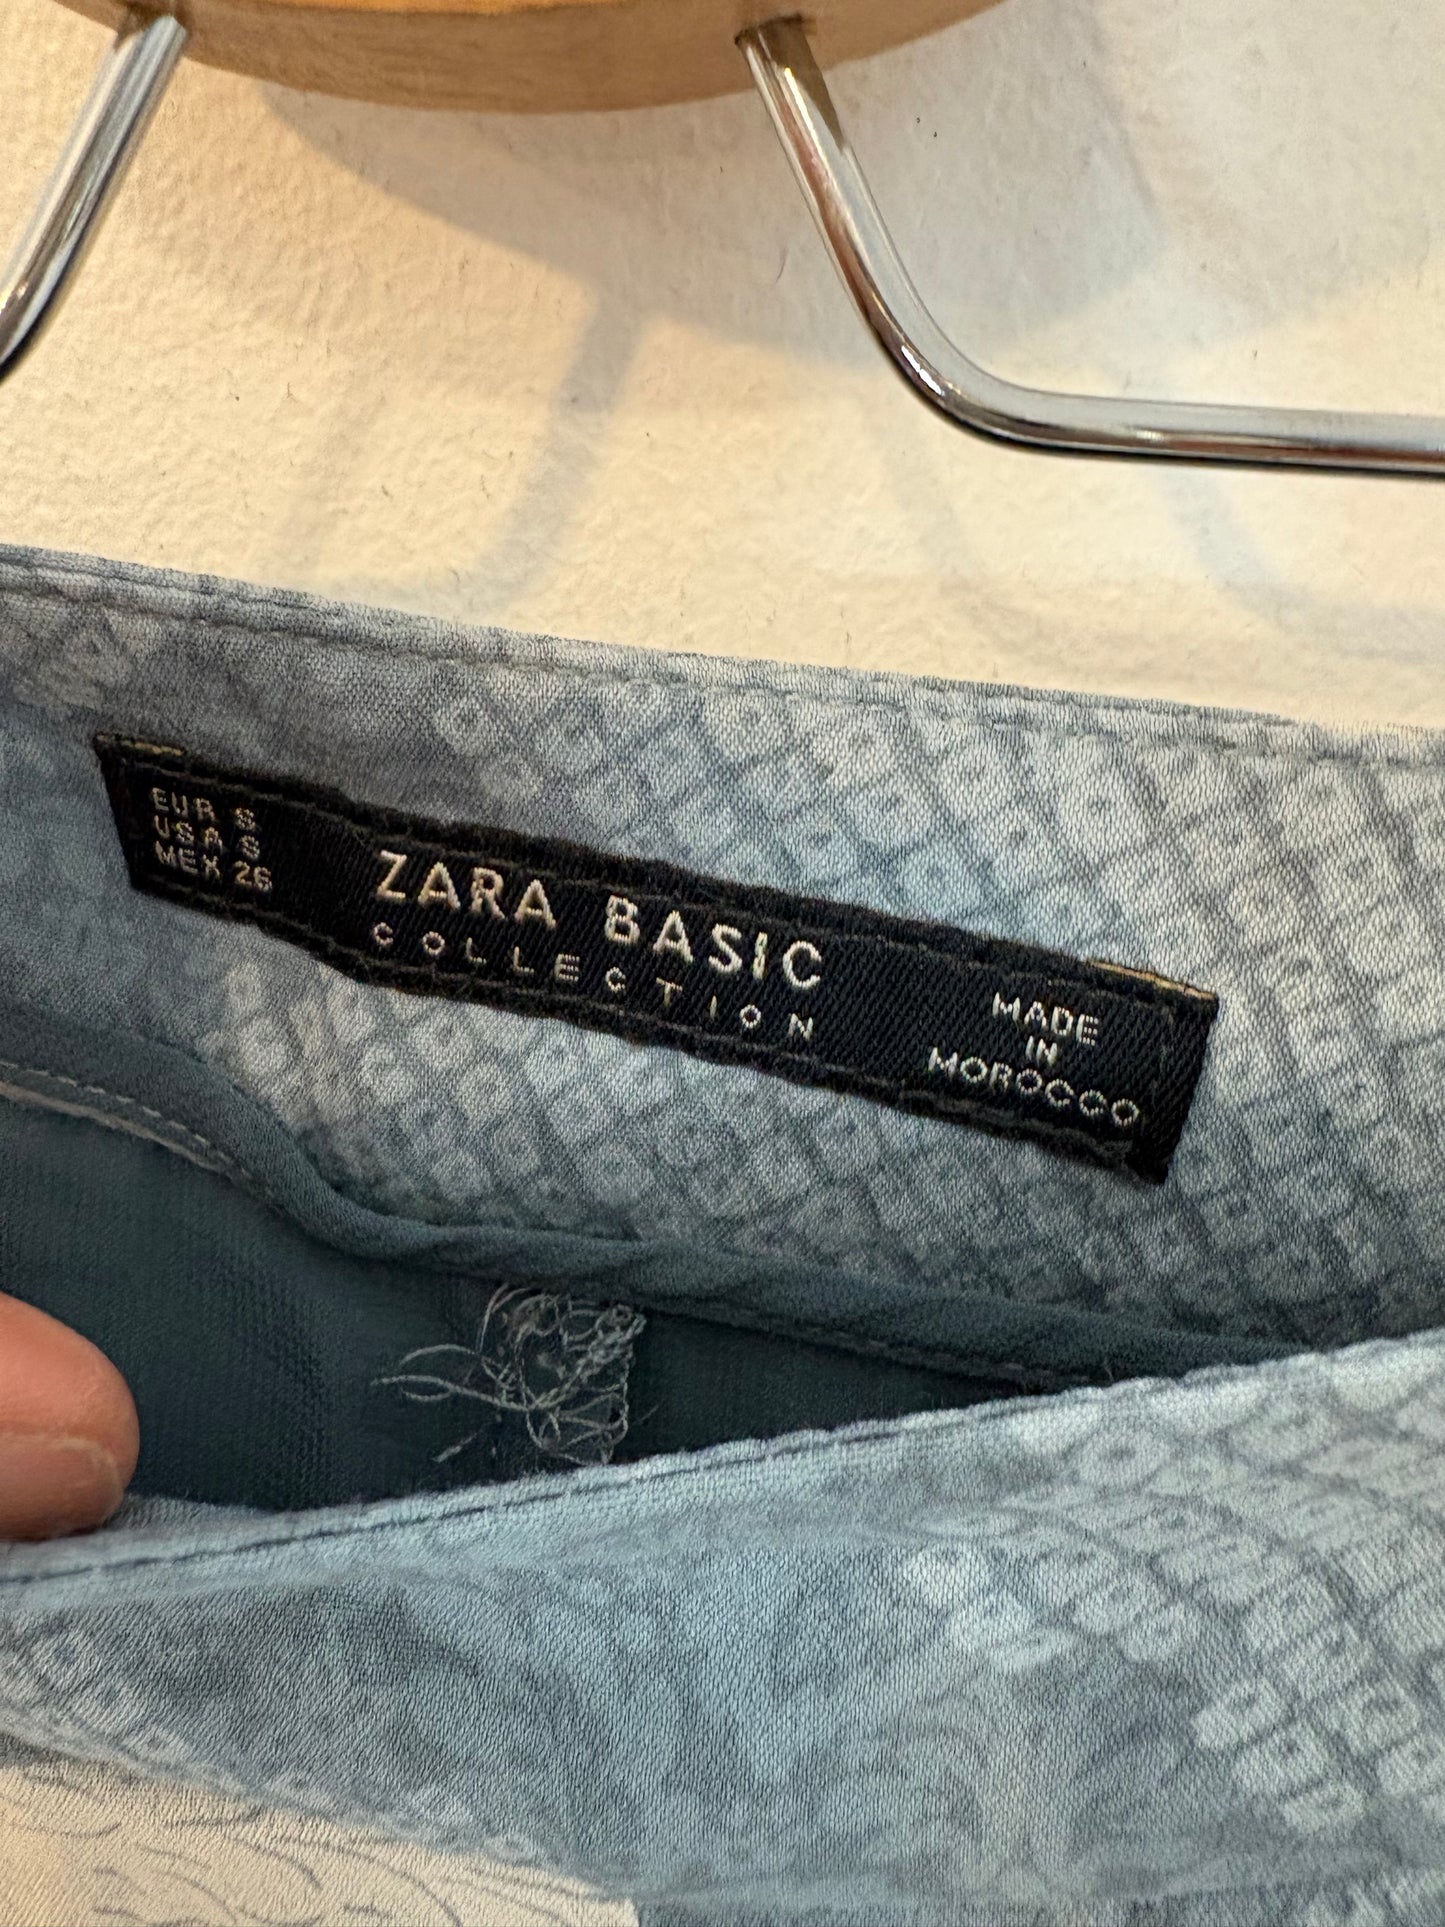 EUR S
USA S
MEX 26
ZARA BASIC
COLLECTION
MADE
IN
MOROCCO